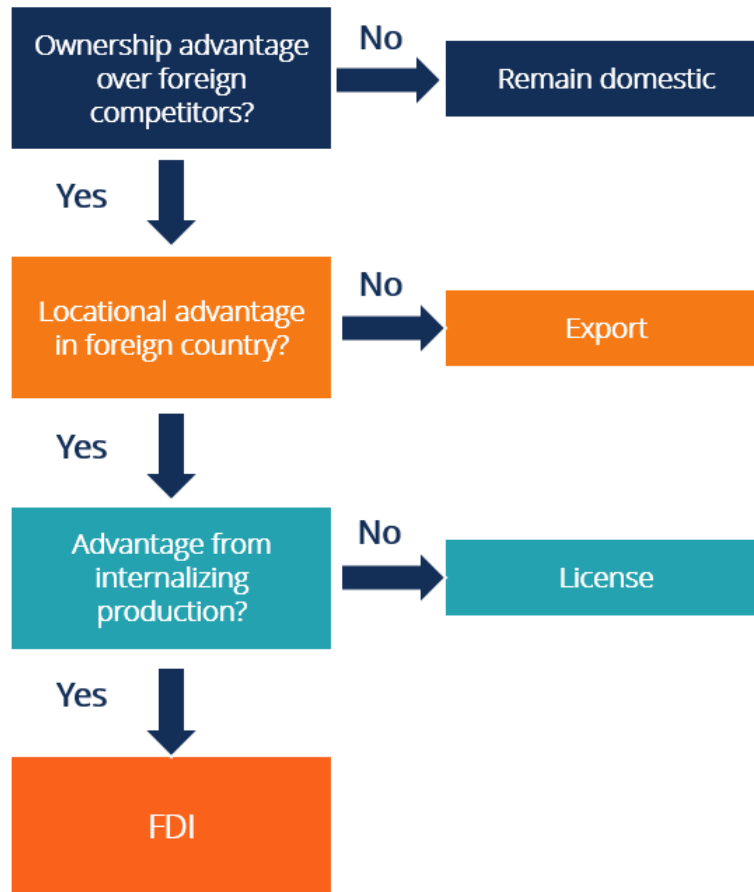 Ownership advantage
over foreign
competitors?
No
Remain domestic
Yes
Locational advantage
in foreign country?
No
Export
Yes
Advantage from
internalizing
production?
No
License
Yes
FDI